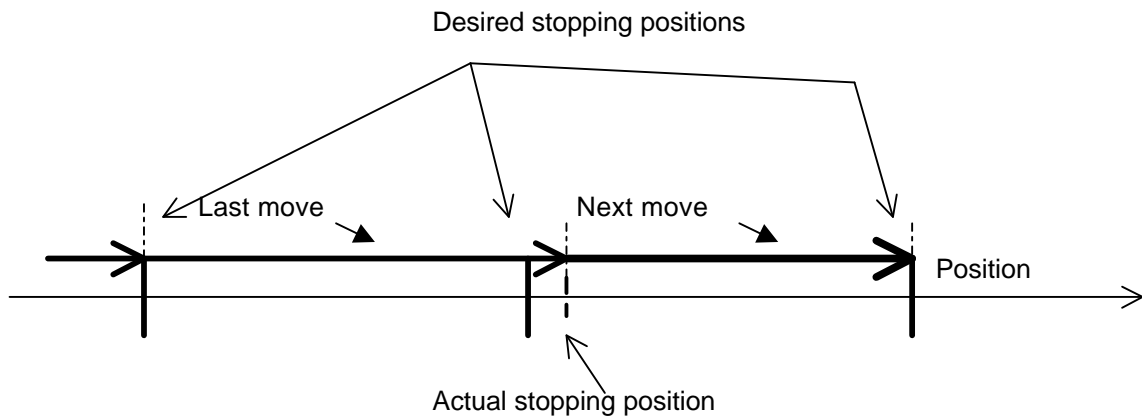 Desired stopping positions
Last move
Next move
Position
Actual stopping position